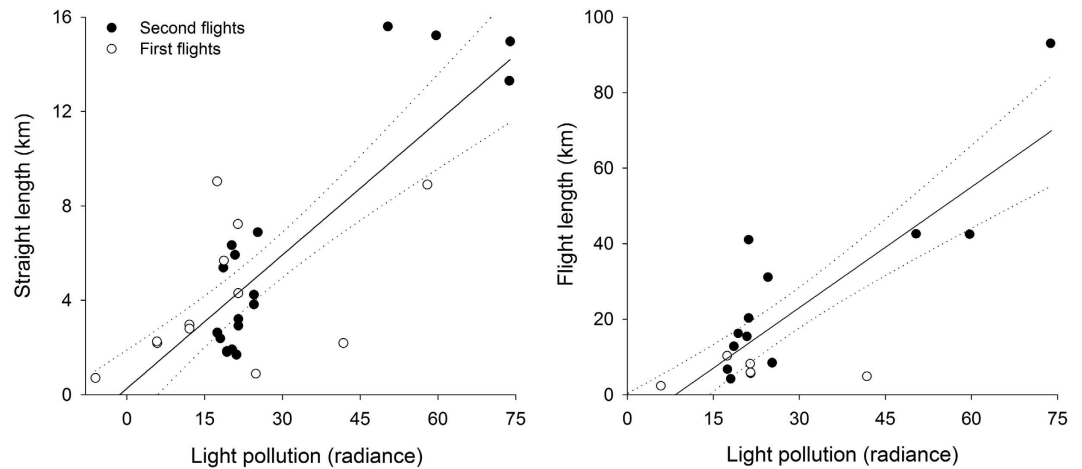 16
12
8
4
0
Straight length (km)
Second flights
First flights
0 15 30 45 60 75
Light pollution (radiance)
100
80
60
40
20
0
Flight length (km)
0 15 30 45 60 75
Light pollution (radiance)